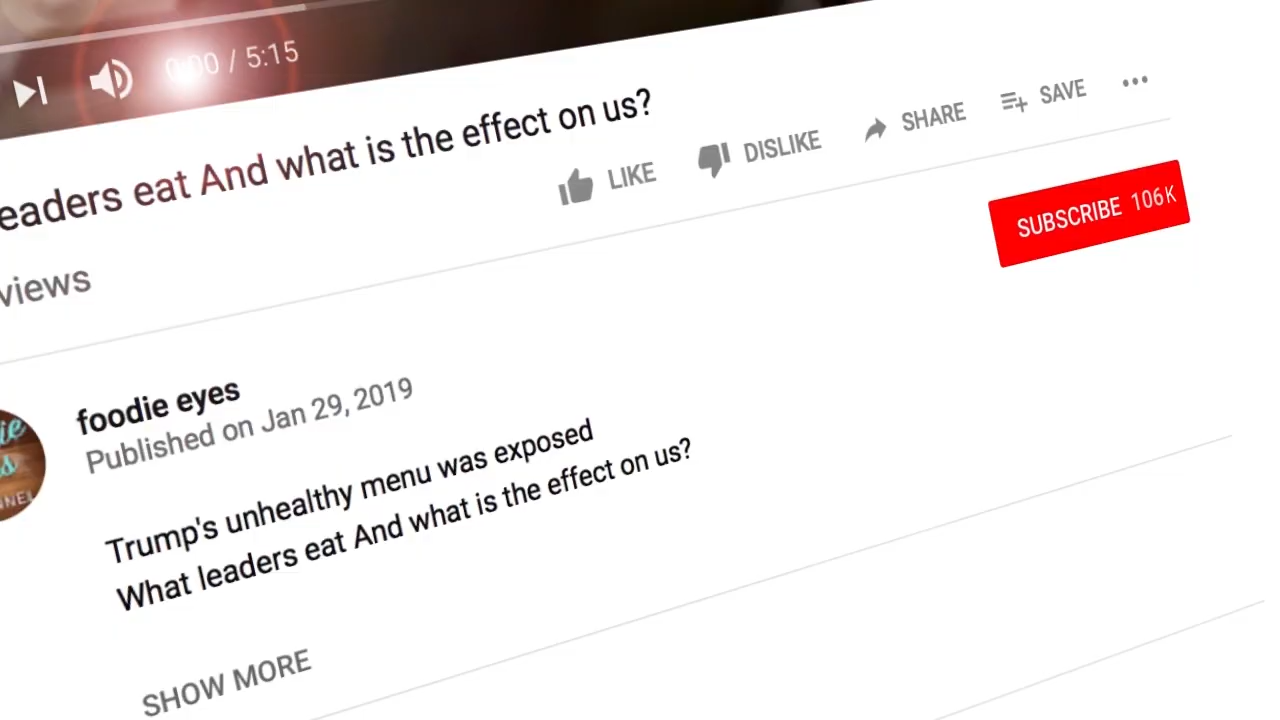 0:00 / 5:15
eaders eat And what is the effect on us?
LIKE
DISLIKE
SHARE
SAVE
views
SUBSCRIBE 106K
foodie eyes
Published on Jan 29, 2019
Trump's unhealthy menu was exposed
What leaders eat And what is the effect on us?
SHOW MORE